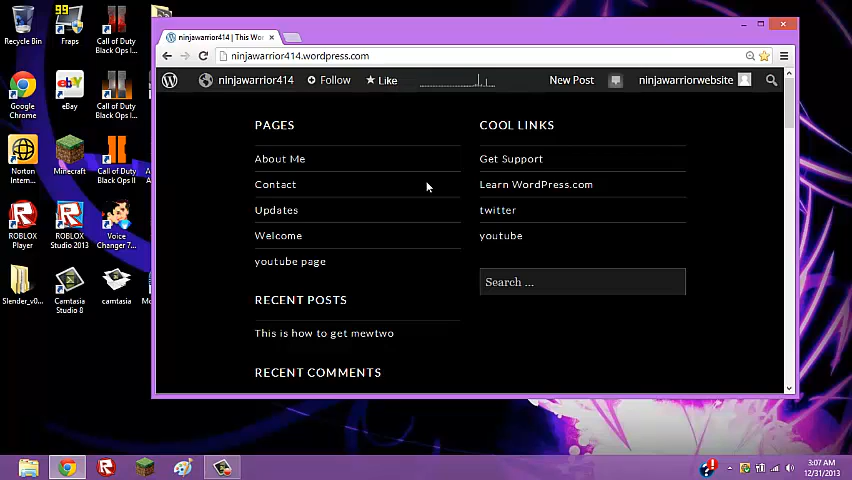 99
Recycle Bin
Fraps
Call of Duty
Black Ops I...
Google
Chrome
eBay
Call of Duty
Black Ops I...
Norton
Intern...
Minecraft
Call of Duty
Black Ops II
ROBLOX
Player
ROBLOX
Studio 2013
Voice
Changer 7...
Slender_v0...
Camtasia
Studio 8
camtasia
ninjawarrior414 | This Wor
ninjawarrior414.wordpress.com
ninjawarrior414
Follow
Like
New Post
ninjawarriorwebsite
PAGES
About Me
Contact
Updates
Welcome
youtube page
RECENT POSTS
This is how to get mewtwo
RECENT COMMENTS
COOL LINKS
Get Support
Learn WordPress.com
twitter
youtube
Search ...
3:07 AM
12/31/2013